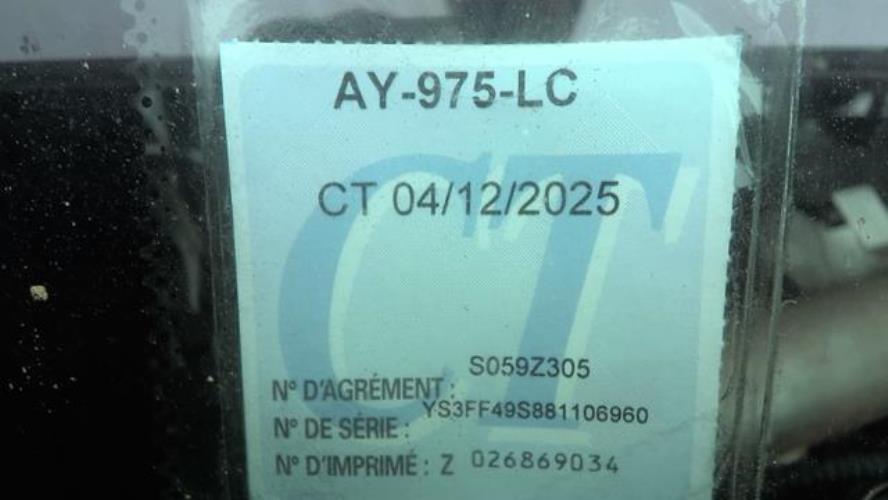 AY-975-LC
CT
CT 04/12/2025
N° D'AGRÉMENT : S059Z305
N° DE SÉRIE : YS3FF49S881106960
N° D'IMPRIMÉ : Z 026869034